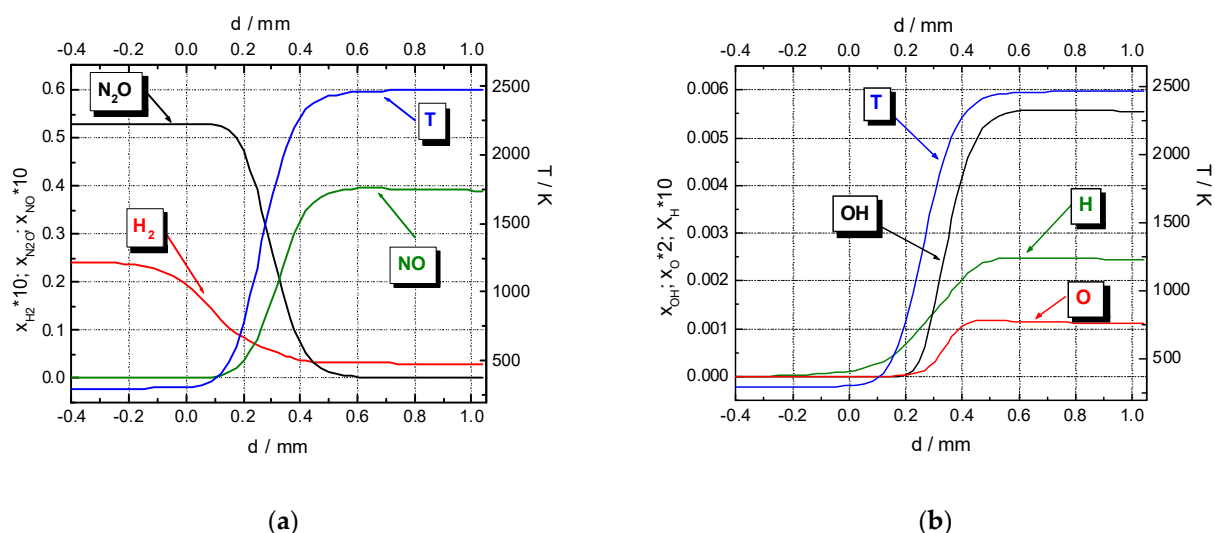 d / mm
-0.4 -0.2 0.0 0.2 0.4 0.6 0.8 1.0
0.6
0.5
0.4
0.3
0.2
0.1
0.0
x_H2*10; x_N2O; x_NO*10
N₂O
T
H₂
NO
2500
2000
1500
1000
500
T / K
-0.4 -0.2 0.0 0.2 0.4 0.6 0.8 1.0
d / mm
(a)
d / mm
-0.4 -0.2 0.0 0.2 0.4 0.6 0.8 1.0
0.006
0.005
0.004
0.003
0.002
0.001
0.000
x_OH; x_O*2; X_H*10
T
OH
H
O
2500
2000
1500
1000
500
T / K
-0.4 -0.2 0.0 0.2 0.4 0.6 0.8 1.0
d / mm
(b)